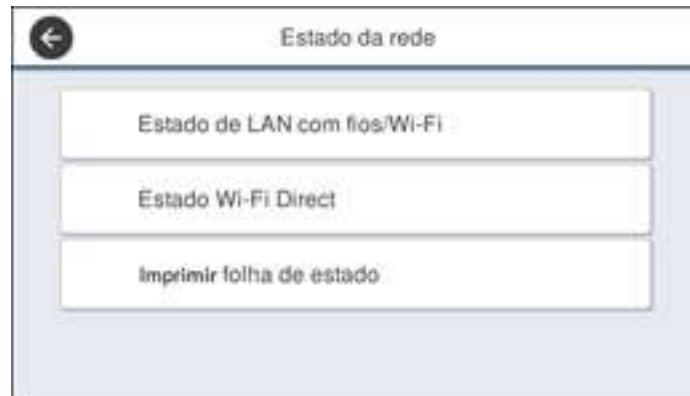 Estado da rede
Estado de LAN com fios/Wi-Fi
Estado Wi-Fi Direct
Imprimir folha de estado